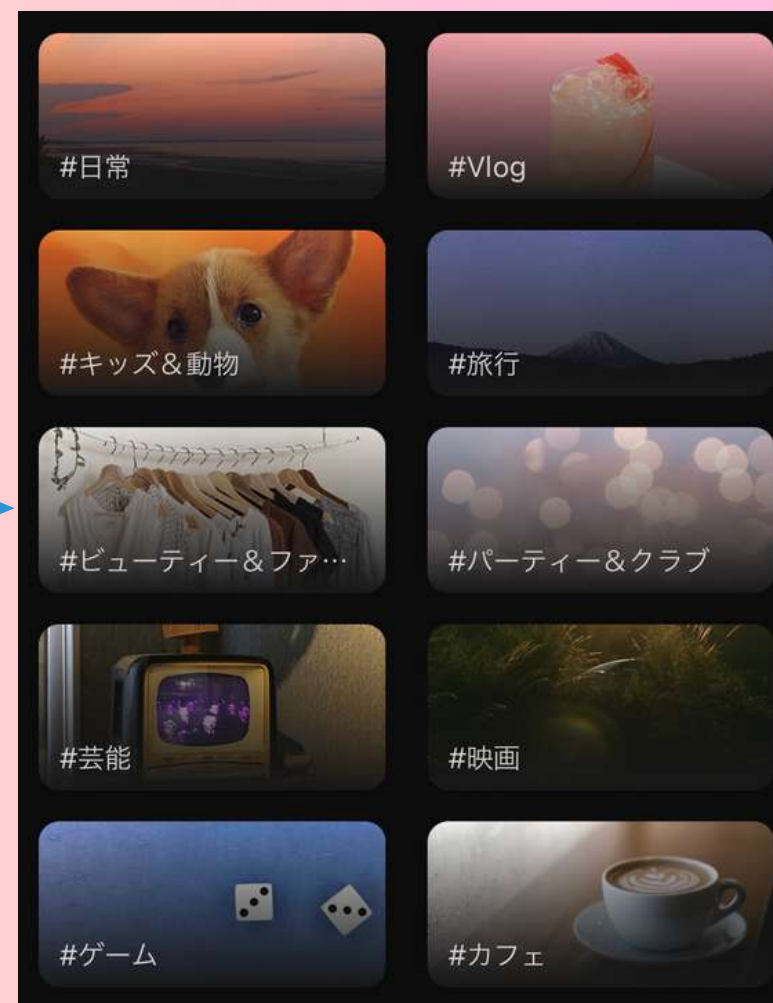 #日常
#Vlog
#キッズ＆動物
#旅行
#ビューティー＆ファ…
#パーティー＆クラブ
#芸能
#映画
#ゲーム
#カフェ